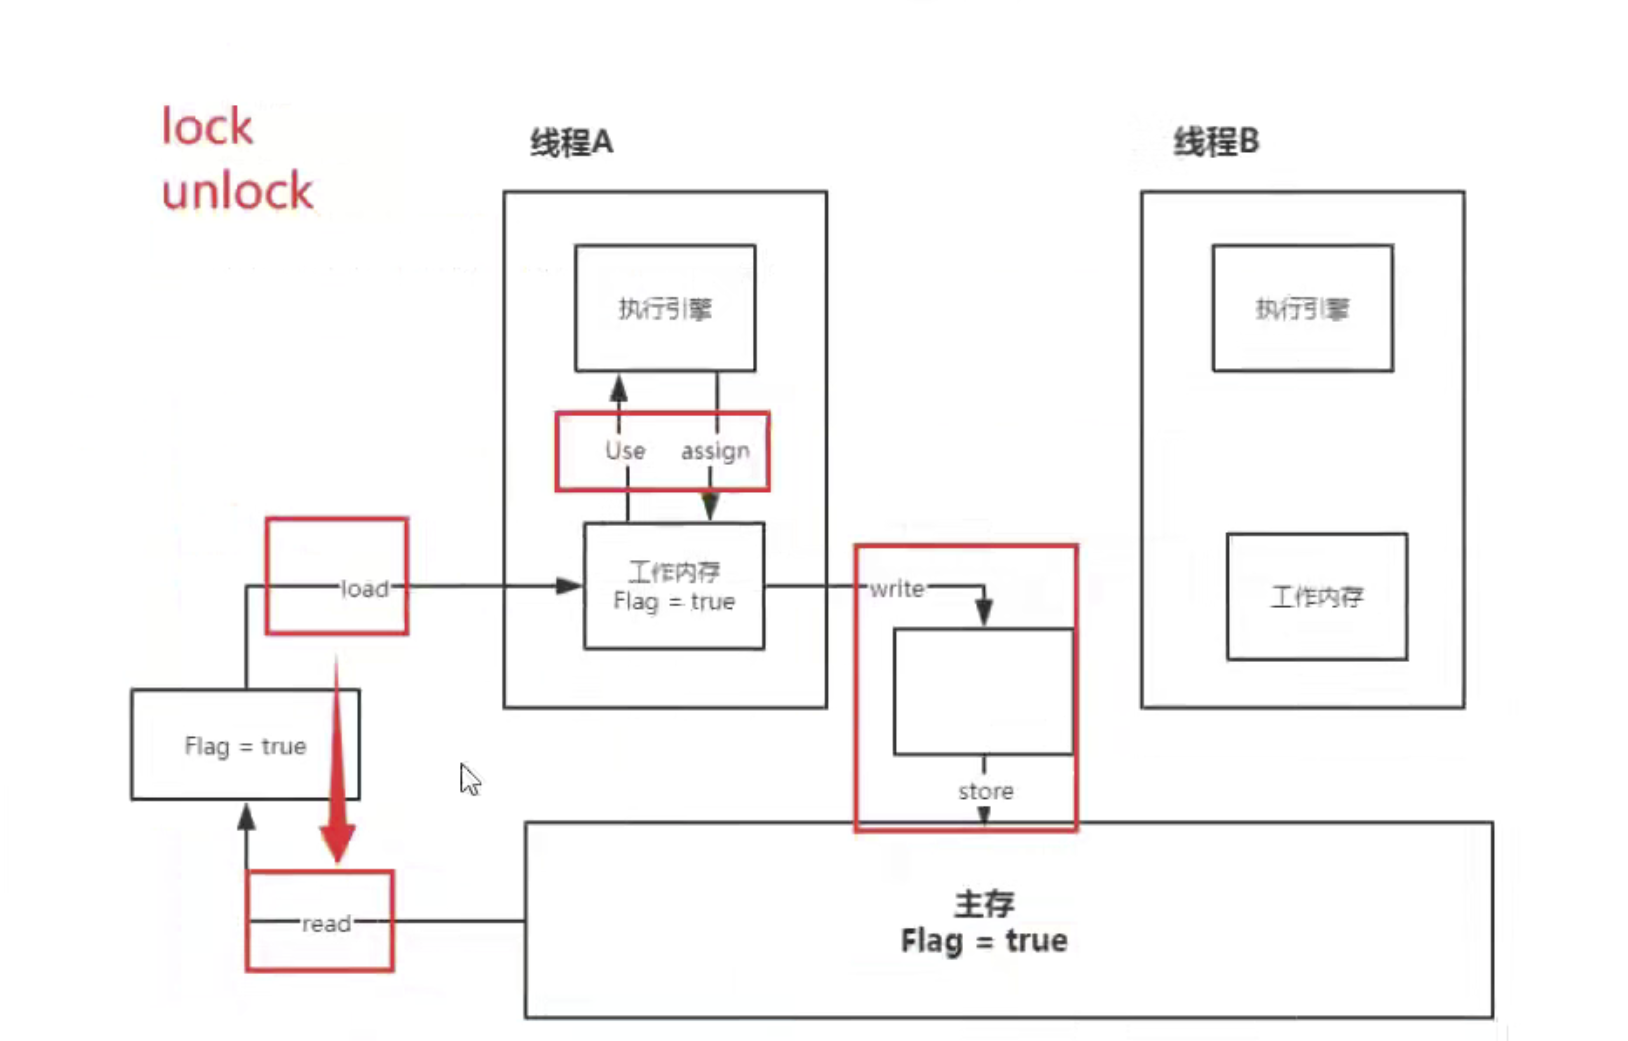 lock
unlock
线程A
线程B
执行引擎
执行引擎
Use
assign
工作内存
Flag = true
load
write
工作内存
Flag = true
store
read
主存
Flag = true